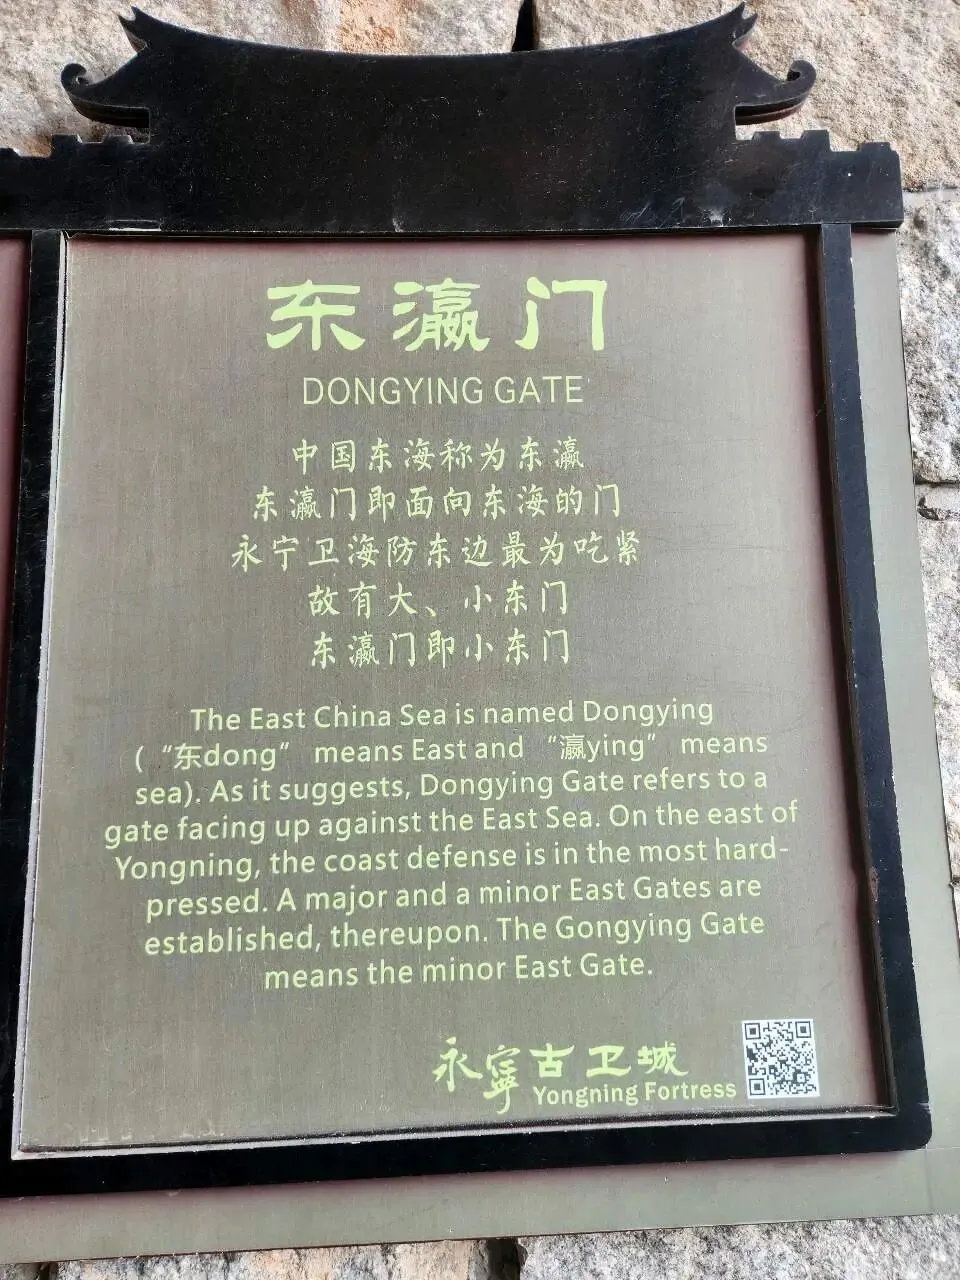 东瀛门
DONGYING GATE
中国东海称为东瀛
东瀛门即面向东海的门
永宁卫海防东边最为吃紧
故有大、小东门
东瀛门即小东门
The East China Sea is named Dongying
(“东dong” means East and “瀛ying” means
sea). As it suggests, Dongying Gate refers to a
gate facing up against the East Sea. On the east of
Yongning, the coast defense is in the most hard-
pressed. A major and a minor East Gates are
established, thereupon. The Gongying Gate
means the minor East Gate.
永寧古卫城
Yongning Fortress